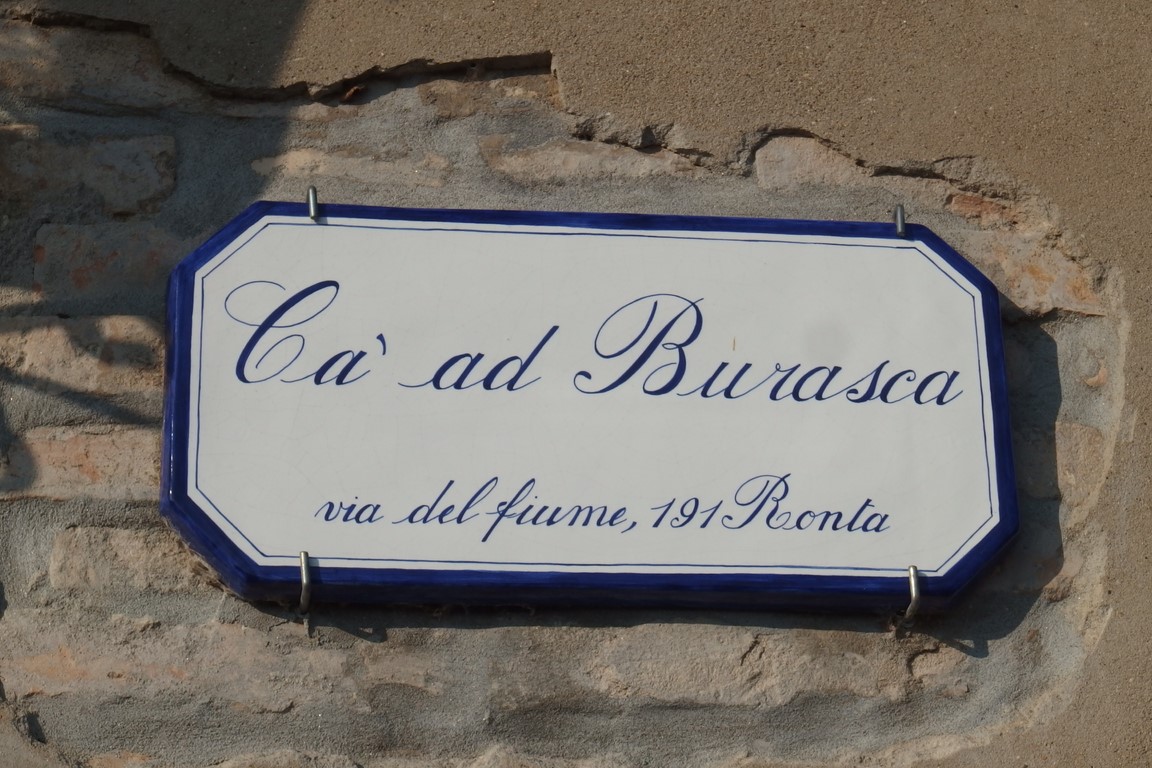 Ca' ad Burasca
via del fiume, 191 Ronta